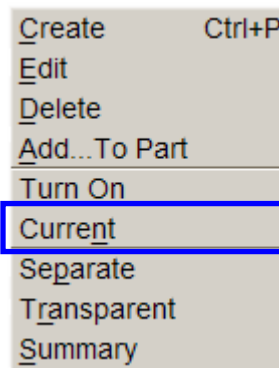 Create Ctrl+P
Edit
Delete
Add...To Part
Turn On
Current
Separate
Transparent
Summary